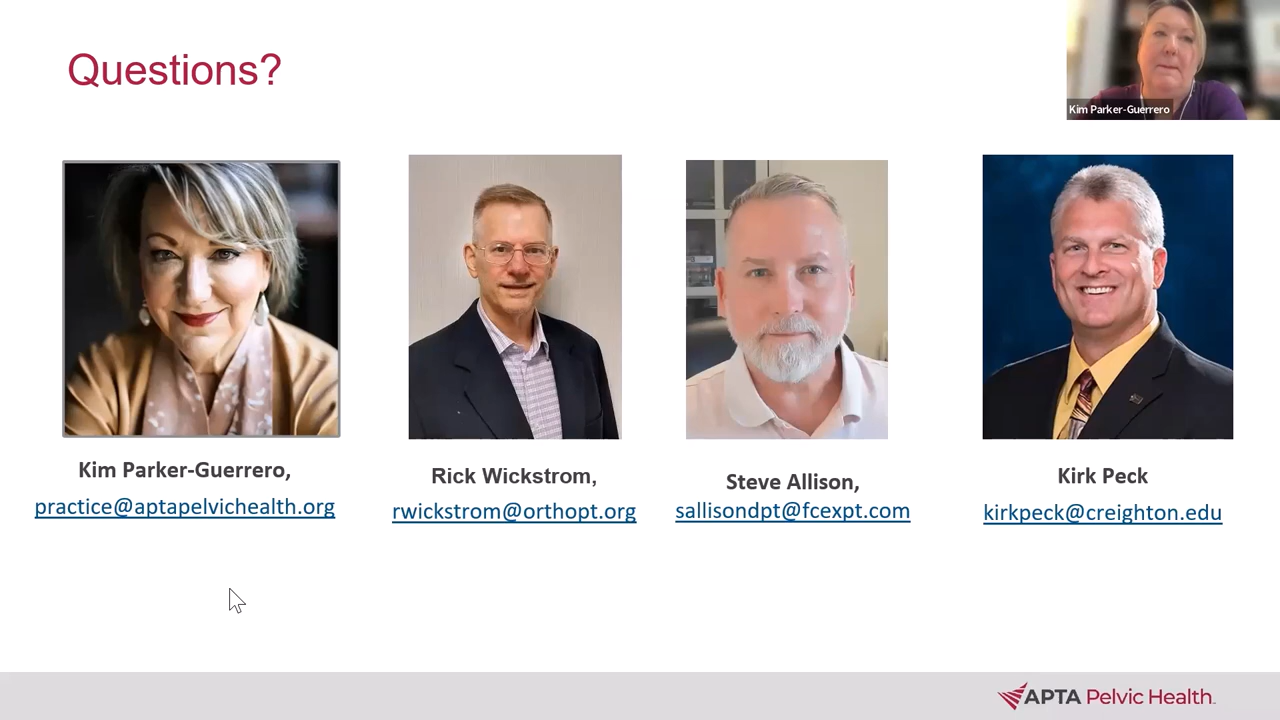 Questions?
Kim Parker-Guerrero
Kim Parker-Guerrero,
practice@aptapelvichealth.org
Rick Wickstrom,
rwickstrom@orthopt.org
Steve Allison,
sallisondpt@fcexpt.com
Kirk Peck
kirkpeck@creighton.edu
APTA Pelvic Health